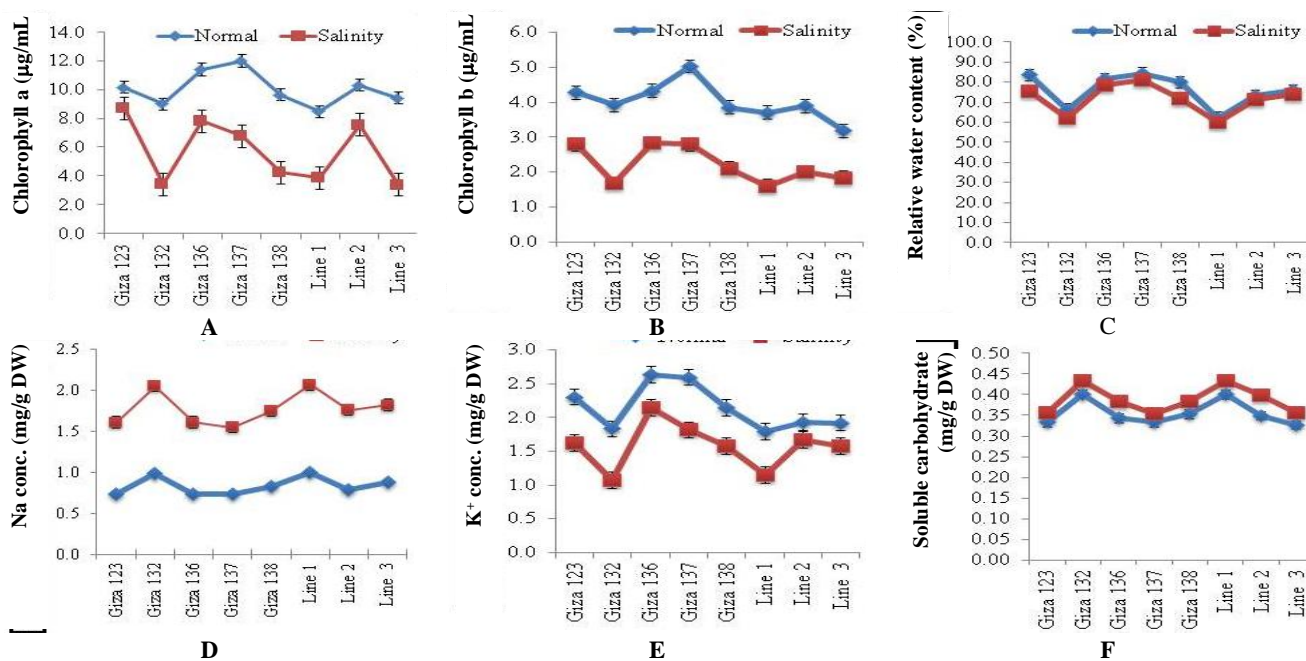 Normal Salinity
Chlorophyll a (µg/mL)
14.0
12.0
10.0
8.0
6.0
4.0
2.0
0.0
Giza 123
Giza 132
Giza 136
Giza 137
Giza 138
Line 1
Line 2
Line 3
A
Normal Salinity
Chlorophyll b (µg/mL)
6.0
5.0
4.0
3.0
2.0
1.0
0.0
Giza 123
Giza 132
Giza 136
Giza 137
Giza 138
Line 1
Line 2
Line 3
B
Normal Salinity
Relative water content (%)
100.0
90.0
80.0
70.0
60.0
50.0
40.0
30.0
20.0
10.0
0.0
Giza 123
Giza 132
Giza 136
Giza 137
Giza 138
Line 1
Line 2
Line 3
C
Na conc. (mg/g DW)
2.5
2.0
1.5
1.0
0.5
0.0
Giza 123
Giza 132
Giza 136
Giza 137
Giza 138
Line 1
Line 2
Line 3
D
Normal Salinity
K⁺ conc. (mg/g DW)
3.0
2.5
2.0
1.5
1.0
0.5
0.0
Giza 123
Giza 132
Giza 136
Giza 137
Giza 138
Line 1
Line 2
Line 3
E
Soluble carbohydrate
(mg/g DW)
0.50
0.45
0.40
0.35
0.30
0.25
0.20
0.15
0.10
0.05
0.00
Giza 123
Giza 132
Giza 136
Giza 137
Giza 138
Line 1
Line 2
Line 3
F